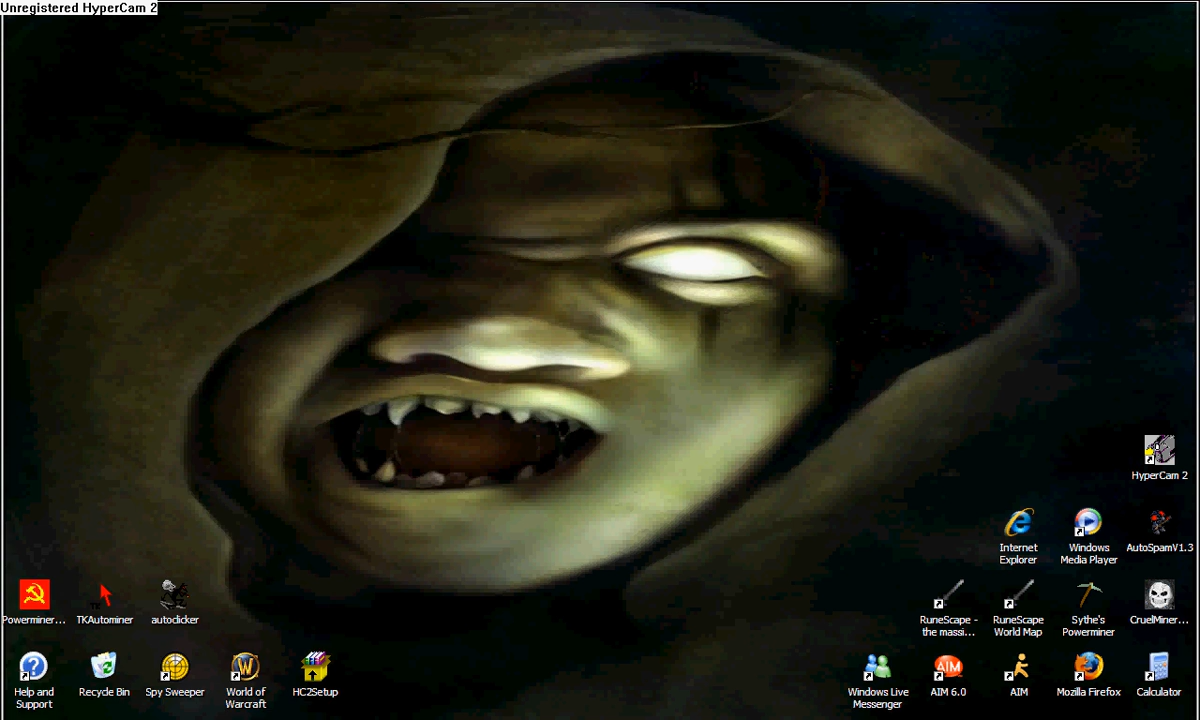 Unregistered HyperCam 2
HyperCam 2
Internet
Explorer
Windows
Media Player
AutoSpamV1.3
Powerminer...
TKAutominer
autoclicker
RuneScape -
the massi...
RuneScape
World Map
Sythe's
Powerminer
CruelMiner...
Help and
Support
Recycle Bin
Spy Sweeper
World of
Warcraft
HC2Setup
Windows Live
Messenger
AIM
AIM 6.0
AIM
Mozilla Firefox
Calculator